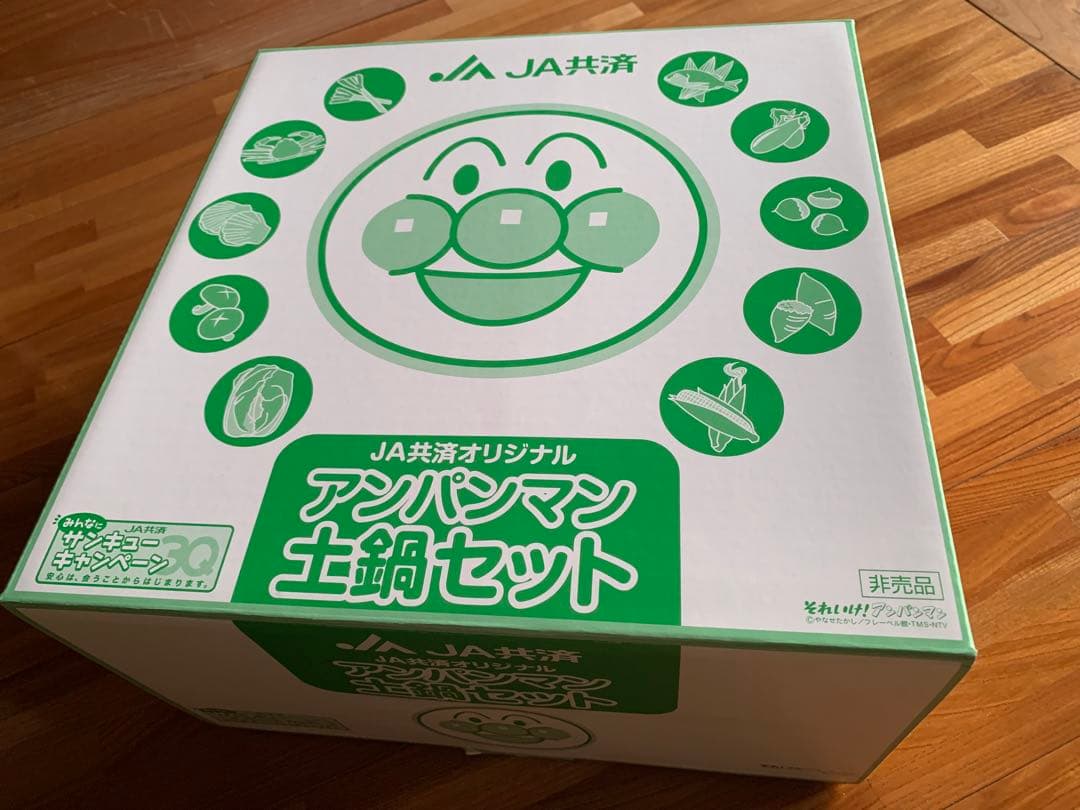 JA JA共済
JA共済オリジナル
アンパンマン
土鍋セット
JA共済
みんなに
サンキュー
キャンペーン 3Q
安心は、会うことからはじまります。
非売品
それいけ!アンパンマン
©やなせたかし/フレーベル館・TMS・NTV
JA JA共済
JA共済オリジナル
アンパンマン
土鍋セット